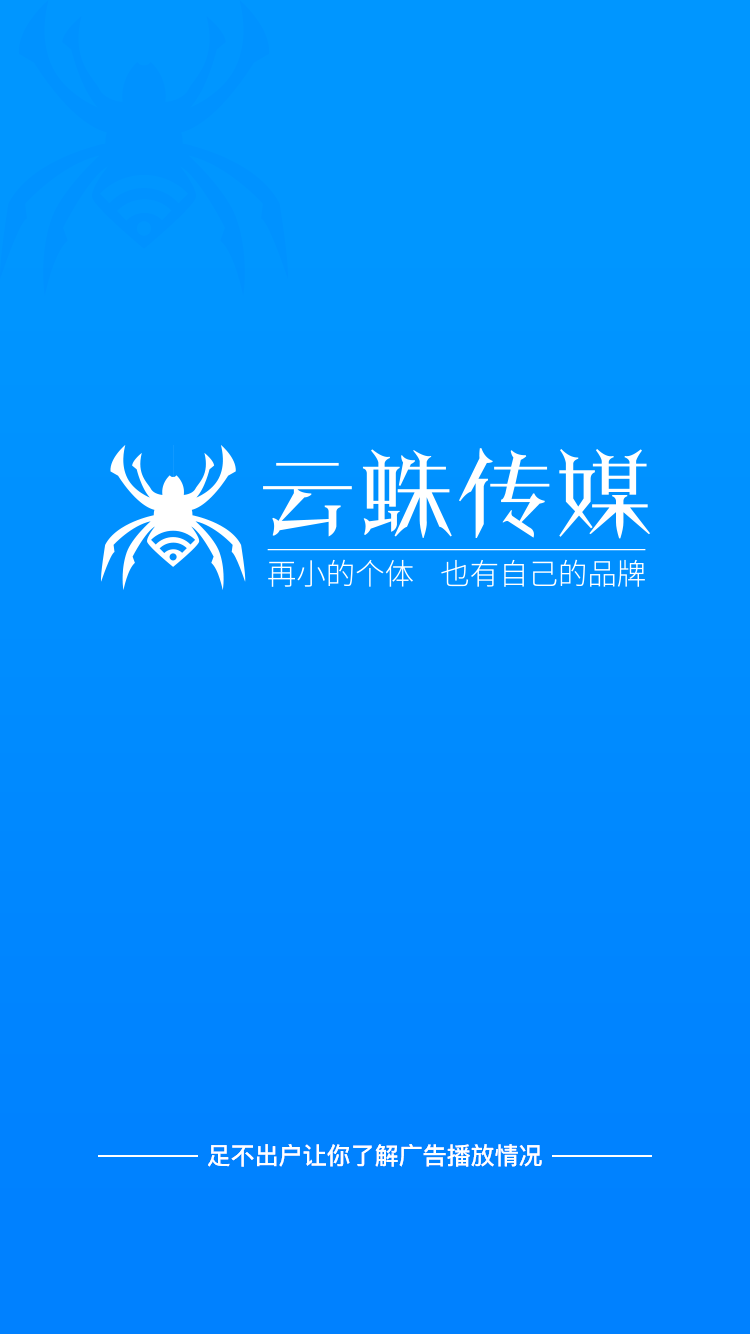 云蛛传媒
再小的个体 也有自己的品牌
足不出户让你了解广告播放情况